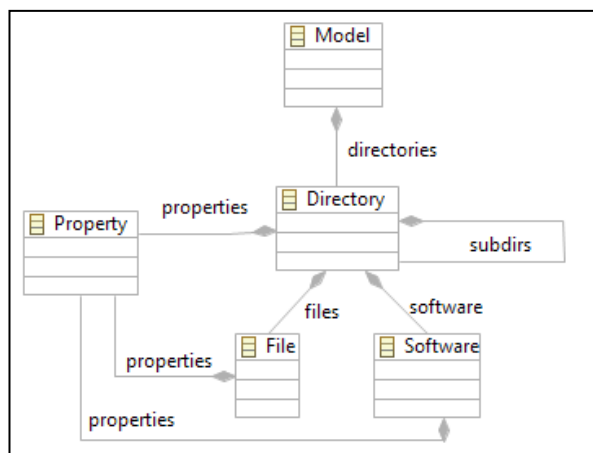 Model
directories
properties
Directory
Property
subdirs
files
software
File
Software
properties
properties